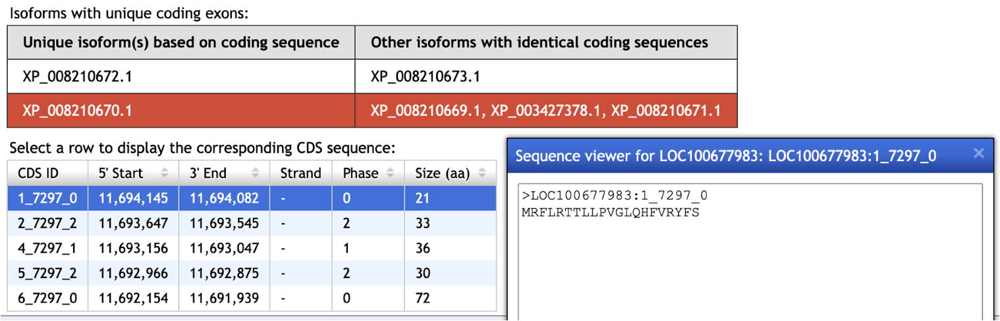 Isoforms with unique coding exons:
Unique isoform(s) based on coding sequence Other isoforms with identical coding sequences
XP_008210672.1 XP_008210673.1
XP_008210670.1 XP_008210669.1, XP_003427378.1, XP_008210671.1
Select a row to display the corresponding CDS sequence:
CDS ID 5' Start 3' End Strand Phase Size (aa)
1_7297_0 11,694,145 11,694,082 - 0 21
2_7297_2 11,693,647 11,693,545 - 2 33
4_7297_1 11,693,156 11,693,047 - 1 36
5_7297_2 11,692,966 11,692,875 - 2 30
6_7297_0 11,692,154 11,691,939 - 0 72
Sequence viewer for LOC100677983: LOC100677983:1_7297_0 ×
>LOC100677983:1_7297_0
MRFLRTTLLPVGLQHFVRYFS